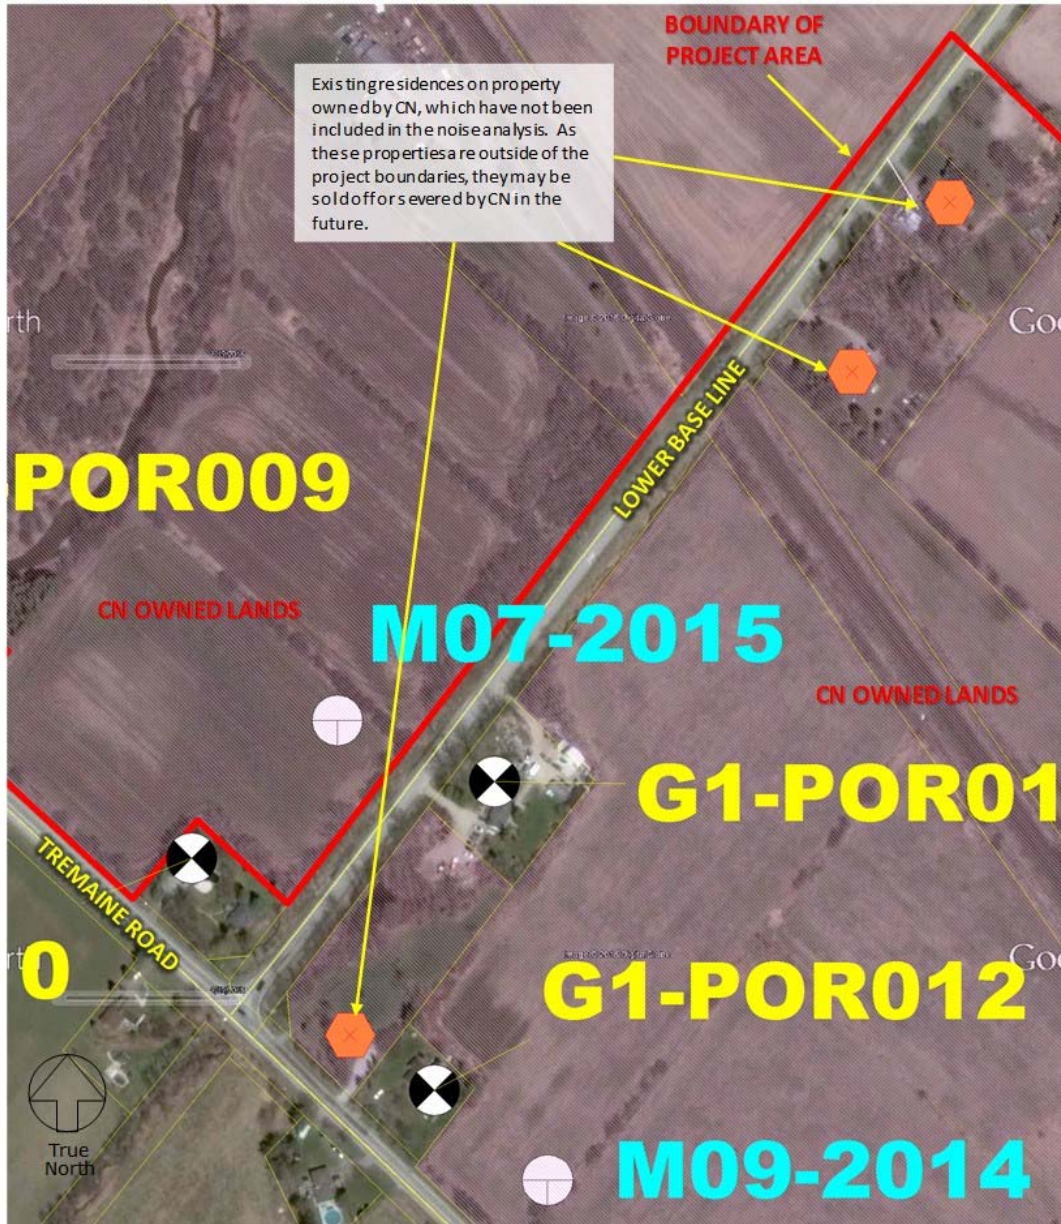 BOUNDARY OF
PROJECT AREA
Existing residences on property
owned by CN, which have not been
included in the noise analysis. As
these properties are outside of the
project boundaries, they may be
sold off or severed by CN in the
future.
rth
Goo
LOWER BASE LINE
-POR009
CN OWNED LANDS
M07-2015
CN OWNED LANDS
G1-POR01
TREMAINE ROAD
0
Goo
G1-POR012
True
North
M09-2014